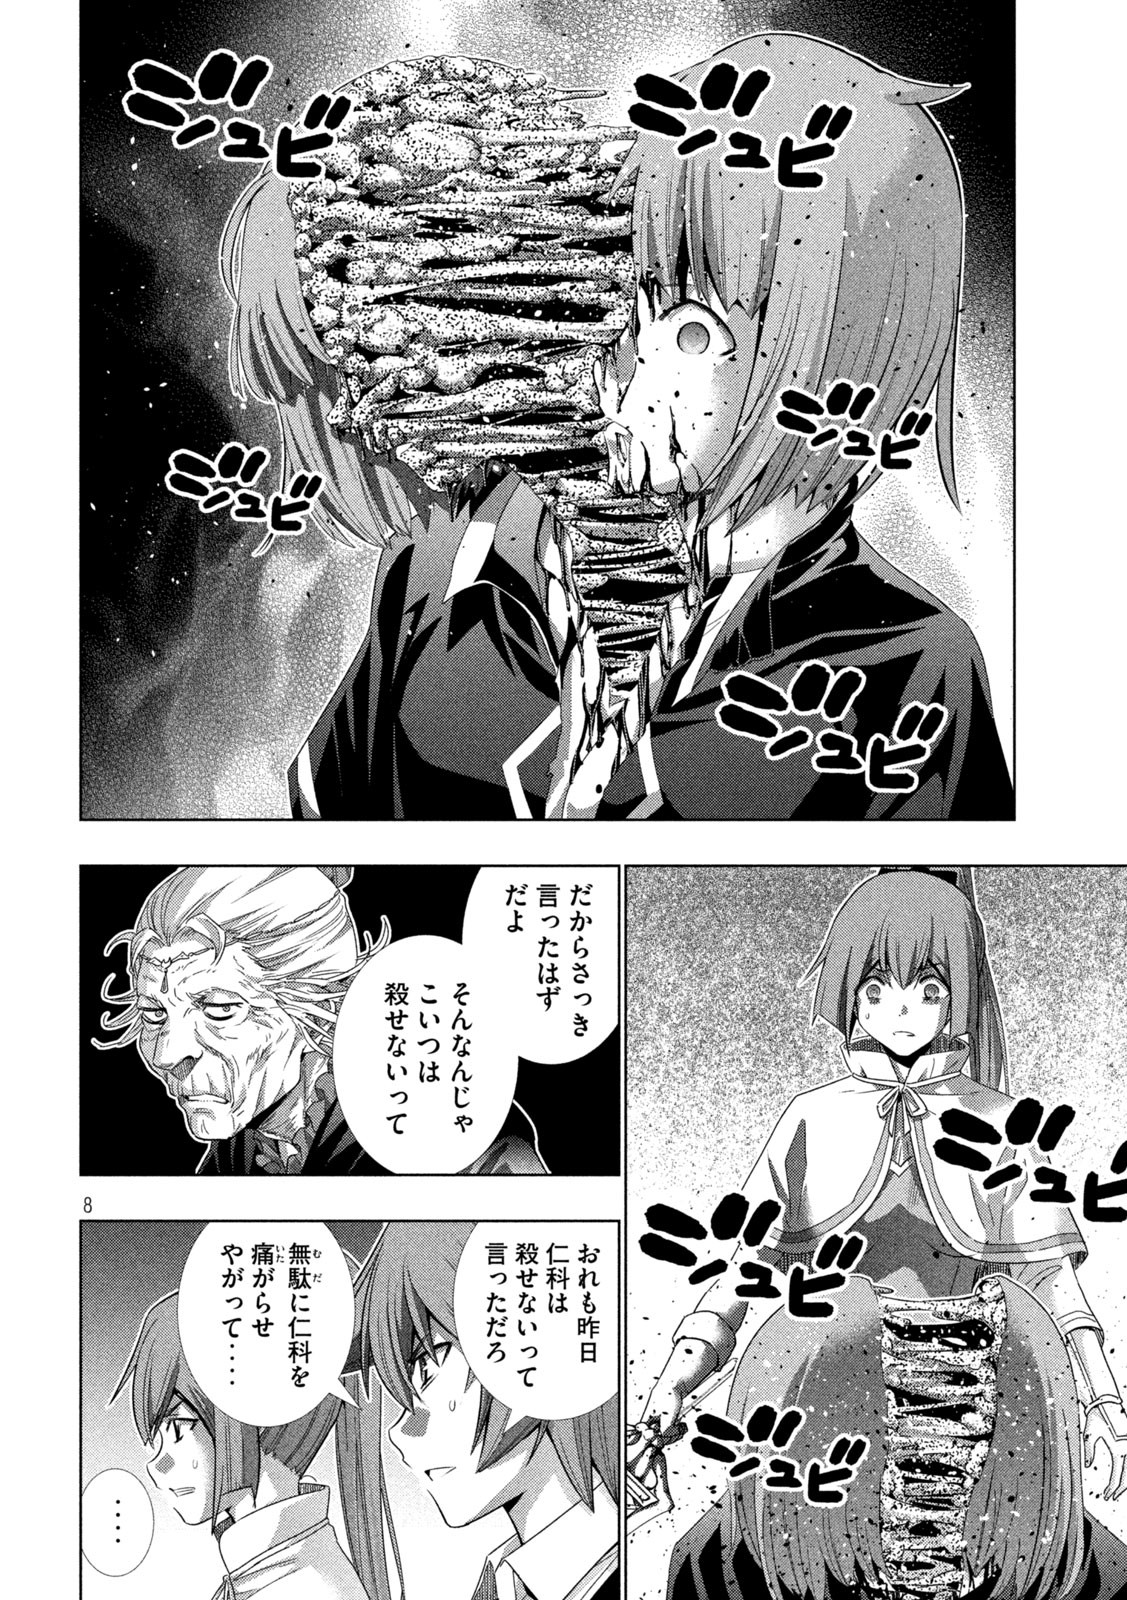 ジュビ
ジュビ
ジュビ
ジュビ
ジュビ
ジュビ
ジュビ
だからさっき
言ったはず
だよ
そんなんじゃ
こいつは
殺せないって
おれも昨日
仁科は
殺せないって
言っただろ
無駄に仁科を
むだ
痛がらせ
いた
やがって‥‥
‥‥
8